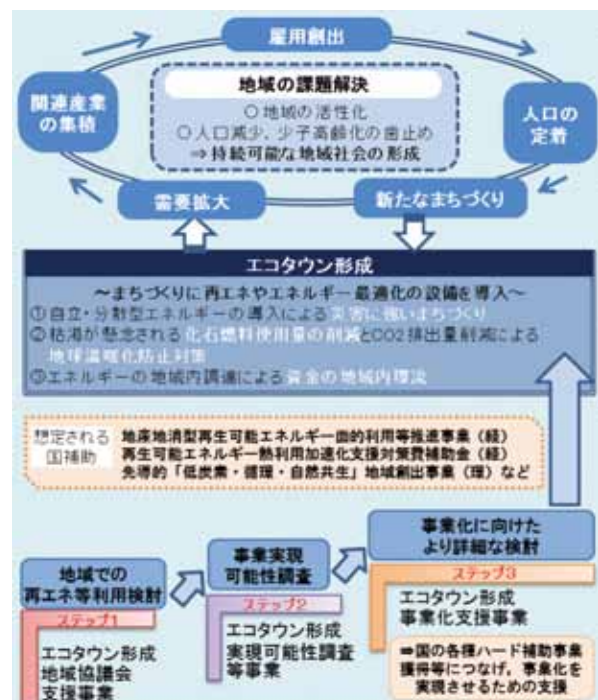 雇用創出
関連産業
の集積
人口の
定着
地域の課題解決
○地域の活性化
○人口減少、少子高齢化の歯止め
⇒持続可能な地域社会の形成
需要拡大
新たなまちづくり
エコタウン形成
～まちづくりに再エネやエネルギー最適化の設備を導入～
①自立・分散型エネルギーの導入による災害に強いまちづくり
②枯渇が懸念される化石燃料使用量の削減とCO2排出量削減による
地球温暖化防止対策
③エネルギーの地域内調達による資金の地域内環流
想定される
国補助
地産地消型再生可能エネルギー面的利用等推進事業（経）
再生可能エネルギー熱利用加速化支援対策費補助金（経）
先導的「低炭素・循環・自然共生」地域創出事業（環）など
地域での
再エネ等利用検討
ステップ1
エコタウン形成
地域協議会
支援事業
事業実現
可能性調査
ステップ2
エコタウン形成
実現可能性調査
等事業
事業化に向けた
より詳細な検討
ステップ3
エコタウン形成
事業化支援事業
⇒国の各種ハード補助事業
獲得等につなげ，事業化を
実現させるための支援